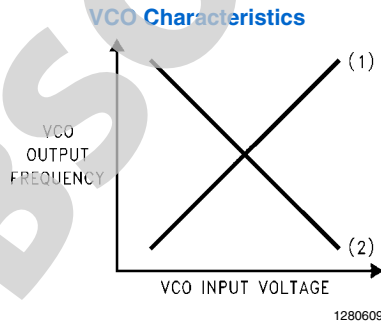 VCO Characteristics
(1)
VCO
OUTPUT
FREQUENCY
(2)
VCO INPUT VOLTAGE
1280609